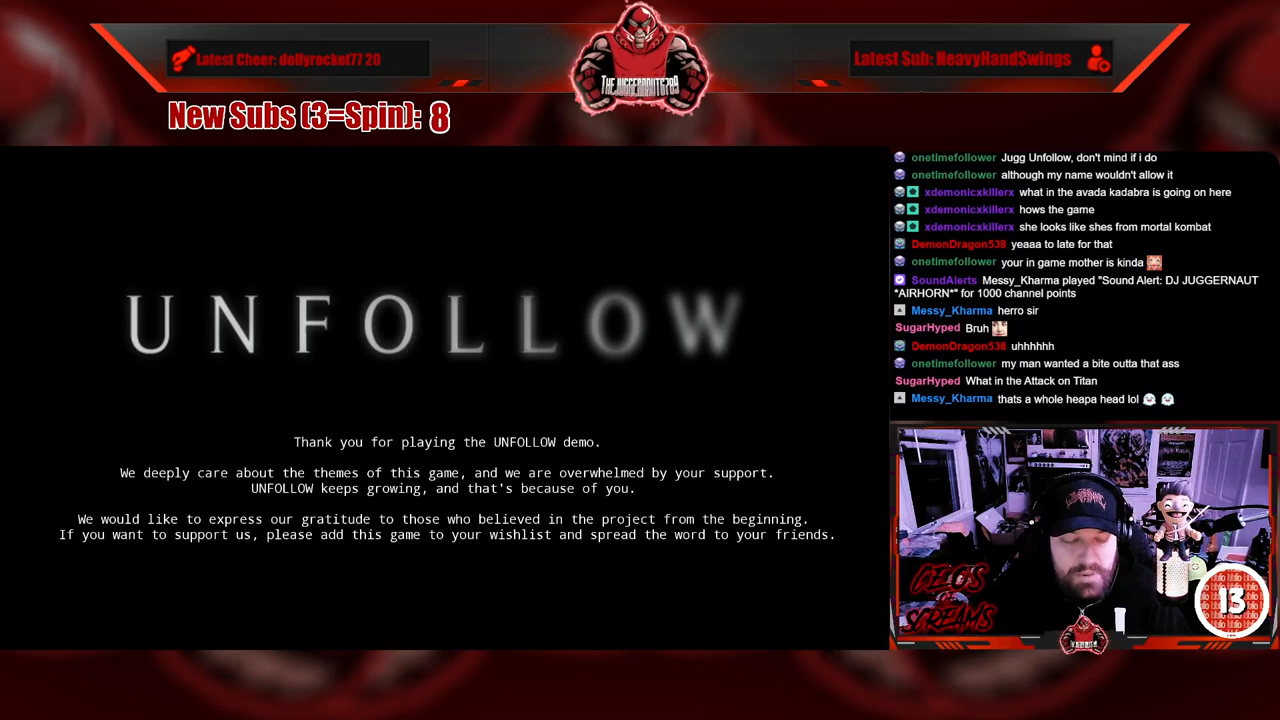 Latest Cheer: dollyrocket77 20
THEJUGGERNAUT6789
Latest Sub: HeavyHandSwings
New Subs (3=Spin): 8
UNFOLLOW
Thank you for playing the UNFOLLOW demo.
We deeply care about the themes of this game, and we are overwhelmed by your support.
UNFOLLOW keeps growing, and that's because of you.
We would like to express our gratitude to those who believed in the project from the beginning.
If you want to support us, please add this game to your wishlist and spread the word to your friends.
onetimefollower Jugg Unfollow, don't mind if i do
onetimefollower although my name wouldn't allow it
xdemonicxkillerx what in the avada kadabra is going on here
xdemonicxkillerx hows the game
xdemonicxkillerx she looks like shes from mortal kombat
DemonDragon538 yeaaa to late for that
onetimefollower your in game mother is kinda
SoundAlerts Messy_Kharma played "Sound Alert: DJ JUGGERNAUT
*AIRHORN*" for 1000 channel points
Messy_Kharma herro sir
SugarHyped Bruh
DemonDragon538 uhhhhhh
onetimefollower my man wanted a bite outta that ass
SugarHyped What in the Attack on Titan
Messy_Kharma thats a whole heapa head lol
SCREAMS
13